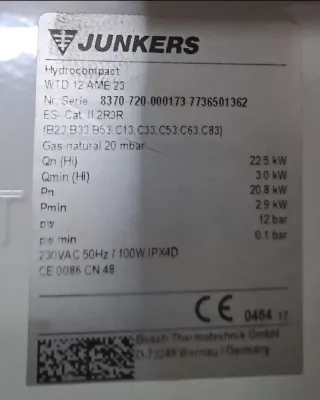 JUNKERS
Hydrocompact
WTD 12 AME 23
Nr. Serie 8370-720-000173-7736501362
ES- Cat. II 2R3R
(B23,B33,B53,C13,C33,C53,C63,C83)
Gas natural 20 mbar
Qn (Hi) 22.5 kW
Qmin (Hi) 3.0 kW
Pn 20.8 kW
Pmin 2.9 kW
pw 12 bar
pw min 0.1 bar
230VAC 50Hz / 100W IPX4D
CE 0086 CN 48
CE 0464 17
Bosch Thermotechnik GmbH
D-73249 Wernau / Germany